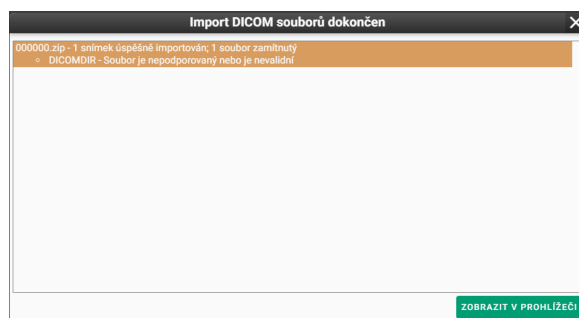 Import DICOM souborů dokončen
000000.zip - 1 snímek úspěšně importován; 1 soubor zamítnutý
DICOMDIR - Soubor je nepodporovaný nebo je nevalidní
ZOBRAZIT V PROHLÍŽEČI